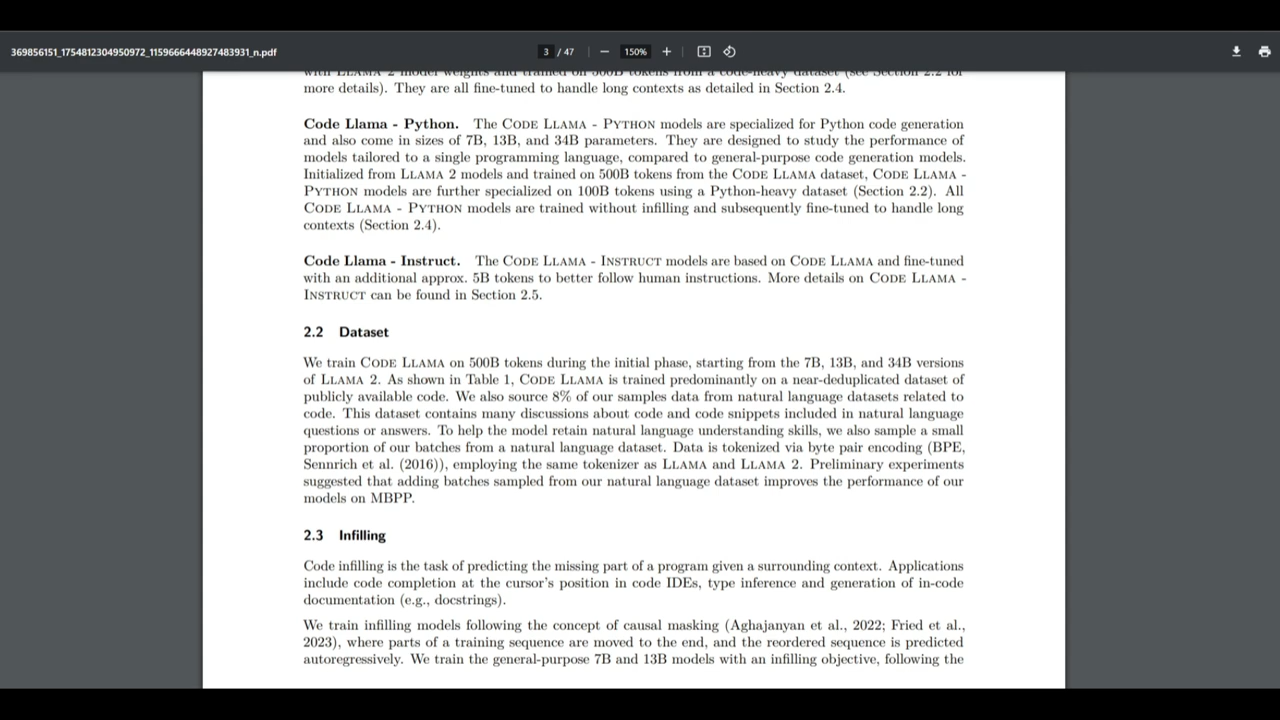 369856151_1754812304950972_1159666448927483931_n.pdf
3 / 47
150%
with LLAMA 2 model weights and trained on 500B tokens from a code-heavy dataset (see Section 2.2 for
more details). They are all fine-tuned to handle long contexts as detailed in Section 2.4.
Code Llama - Python. The CODE LLAMA - PYTHON models are specialized for Python code generation
and also come in sizes of 7B, 13B, and 34B parameters. They are designed to study the performance of
models tailored to a single programming language, compared to general-purpose code generation models.
Initialized from LLAMA 2 models and trained on 500B tokens from the CODE LLAMA dataset, CODE LLAMA -
PYTHON models are further specialized on 100B tokens using a Python-heavy dataset (Section 2.2). All
CODE LLAMA - PYTHON models are trained without infilling and subsequently fine-tuned to handle long
contexts (Section 2.4).
Code Llama - Instruct. The CODE LLAMA - INSTRUCT models are based on CODE LLAMA and fine-tuned
with an additional approx. 5B tokens to better follow human instructions. More details on CODE LLAMA -
INSTRUCT can be found in Section 2.5.
2.2 Dataset
We train CODE LLAMA on 500B tokens during the initial phase, starting from the 7B, 13B, and 34B versions
of LLAMA 2. As shown in Table 1, CODE LLAMA is trained predominantly on a near-deduplicated dataset of
publicly available code. We also source 8% of our samples data from natural language datasets related to
code. This dataset contains many discussions about code and code snippets included in natural language
questions or answers. To help the model retain natural language understanding skills, we also sample a small
proportion of our batches from a natural language dataset. Data is tokenized via byte pair encoding (BPE,
Sennrich et al. (2016)), employing the same tokenizer as LLAMA and LLAMA 2. Preliminary experiments
suggested that adding batches sampled from our natural language dataset improves the performance of our
models on MBPP.
2.3 Infilling
Code infilling is the task of predicting the missing part of a program given a surrounding context. Applications
include code completion at the cursor's position in code IDEs, type inference and generation of in-code
documentation (e.g., docstrings).
We train infilling models following the concept of causal masking (Aghajanyan et al., 2022; Fried et al.,
2023), where parts of a training sequence are moved to the end, and the reordered sequence is predicted
autoregressively. We train the general-purpose 7B and 13B models with an infilling objective, following the